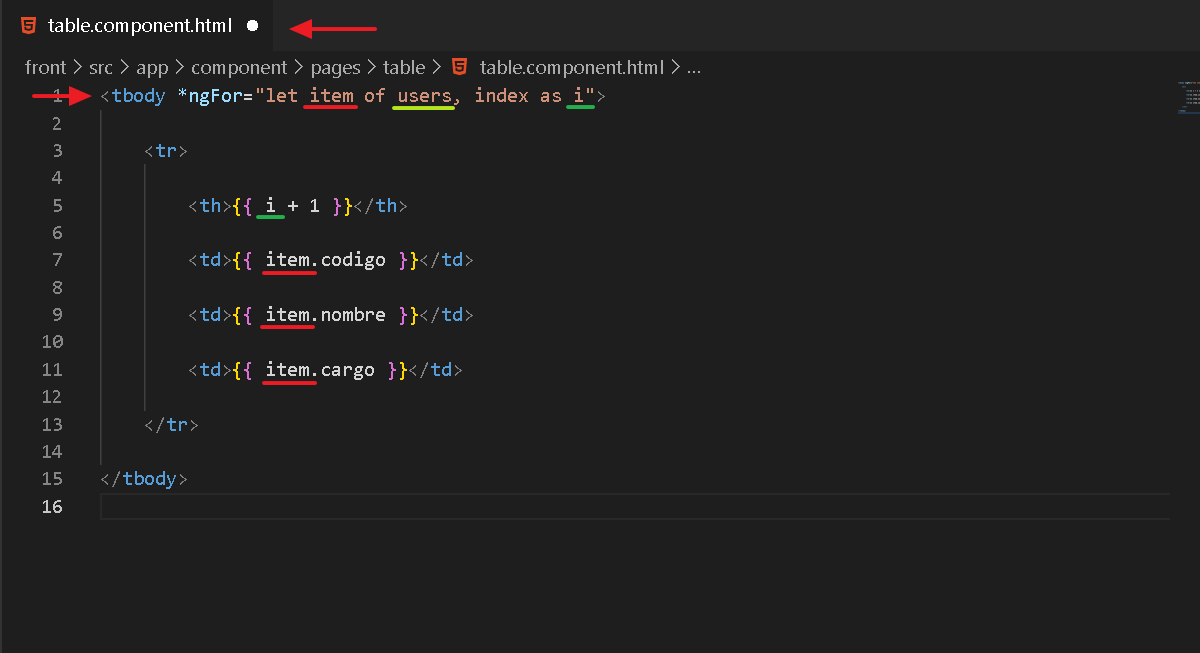 table.component.html
front > src > app > component > pages > table > table.component.html > ...
1 <tbody *ngFor="let item of users, index as i">
2
3 <tr>
4
5 <th>{{ i + 1 }}</th>
6
7 <td>{{ item.codigo }}</td>
8
9 <td>{{ item.nombre }}</td>
10
11 <td>{{ item.cargo }}</td>
12
13 </tr>
14
15 </tbody>
16